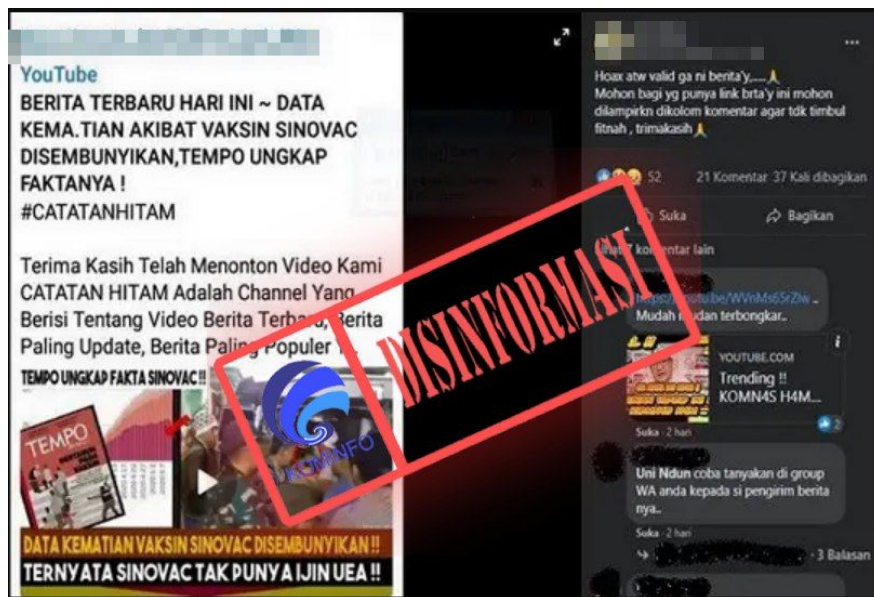 YouTube
BERITA TERBARU HARI INI ~ DATA
KEMA.TIAN AKIBAT VAKSIN SINOVAC
DISEMBUNYIKAN,TEMPO UNGKAP
FAKTANYA !
#CATATANHITAM
Terima Kasih Telah Menonton Video Kami
CATATAN HITAM Adalah Channel Yang
Berisi Tentang Video Berita Terbaru, Berita
Paling Update, Berita Paling Populer
TEMPO UNGKAP FAKTA SINOVAC!!
TEMPO
DATA KEMATIAN VAKSIN SINOVAC DISEMBUNYIKAN!!
TERNYATA SINOVAC TAK PUNYA IJIN UEA!!
KOMINFO
DISINFORMASI
Hoax atw valid ga ni berita'y,.....🙏
Mohon bagi yg punya link brta'y ini mohon
dilampirkn dikolom komentar agar tdk timbul
fitnah , trimakasih🙏
52 21 Komentar 37 Kali dibagikan
Suka Bagikan
7 komentar lain
Mudah mudan terbongkar..
YOUTUBE.COM
Trending !!
KOMN4S H4M...
2
Suka · 2 hari
Uni Ndun coba tanyakan di group
WA anda kepada si pengirim berita
nya..
Suka · 2 hari
· 3 Balasan